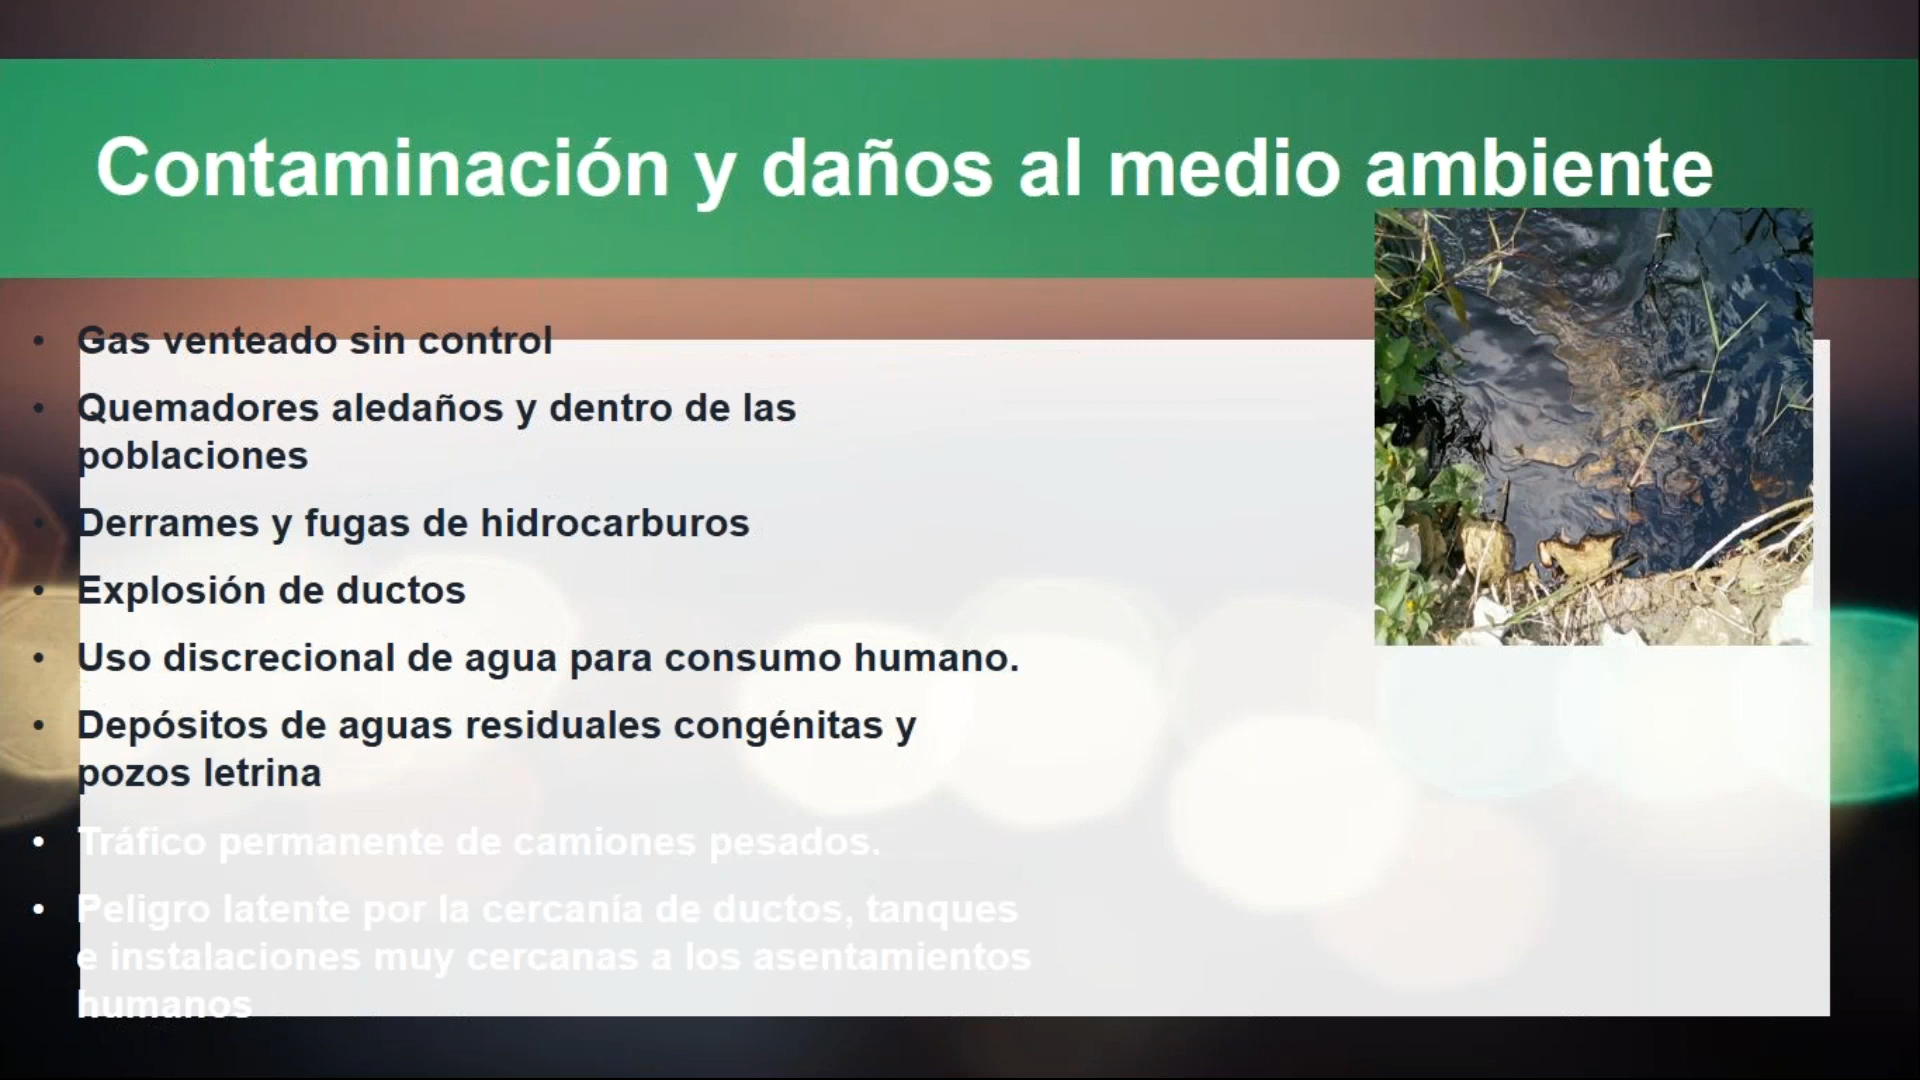 Contaminación y daños al medio ambiente
• Gas venteado sin control
• Quemadores aledaños y dentro de las
poblaciones
• Derrames y fugas de hidrocarburos
• Explosión de ductos
• Uso discrecional de agua para consumo humano.
• Depósitos de aguas residuales congénitas y
pozos letrina
• Tráfico permanente de camiones pesados.
• Peligro latente por la cercanía de ductos, tanques
e instalaciones muy cercanas a los asentamientos
humanos